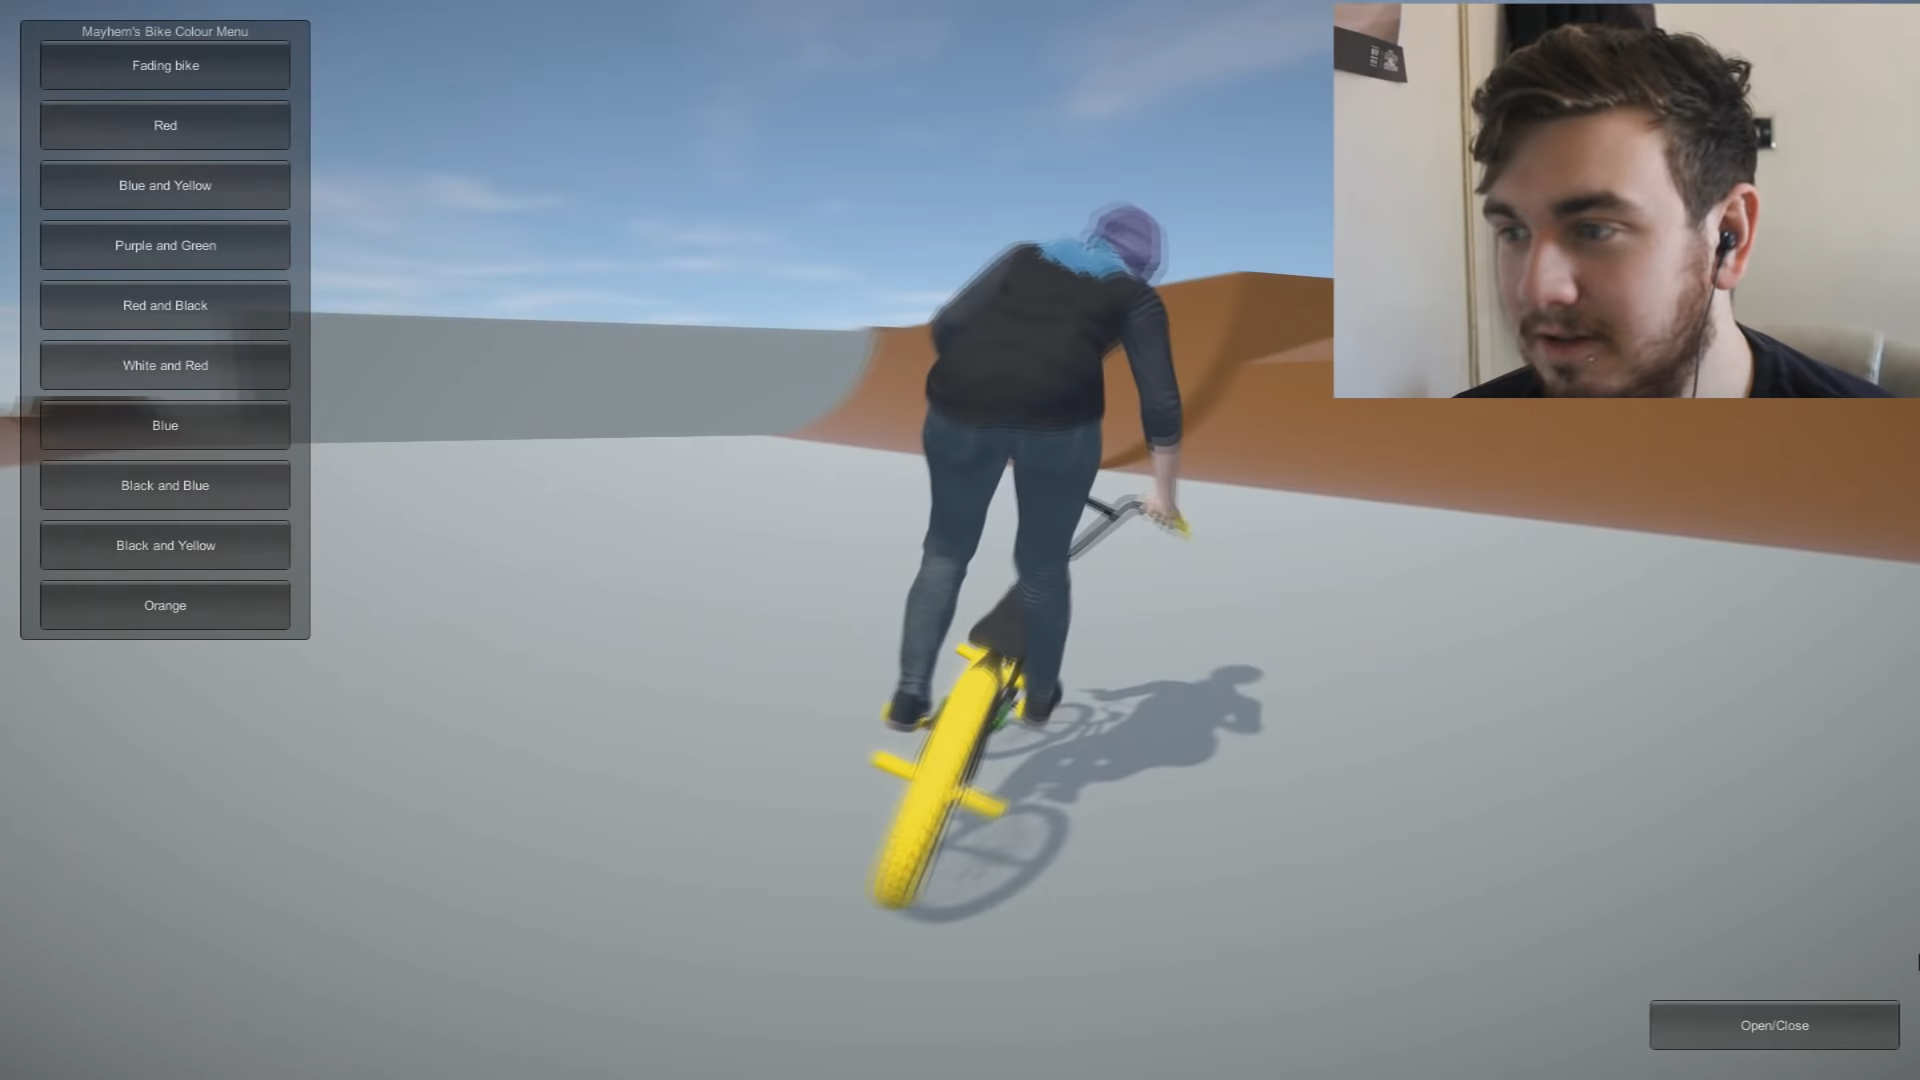 Mayhem's Bike Colour Menu
Fading bike
Red
Blue and Yellow
Purple and Green
Red and Black
White and Red
Blue
Black and Blue
Black and Yellow
Orange
Open/Close